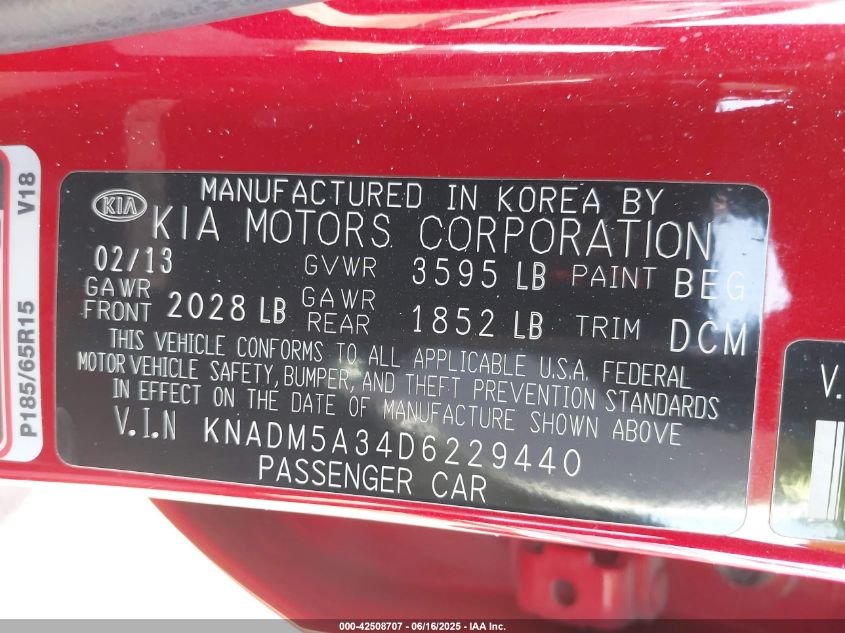 MANUFACTURED IN KOREA BY
KIA KIA MOTORS CORPORATION
02/13 GVWR 3595 LB PAINT BEG
GAWR FRONT 2028 LB GAWR REAR 1852 LB TRIM DCM
THIS VEHICLE CONFORMS TO ALL APPLICABLE U.S.A. FEDERAL
MOTOR VEHICLE SAFETY, BUMPER, AND THEFT PREVENTION STANDARDS
IN EFFECT ON THE DATE OF MANUFACTURE SHOWN ABOVE
V.I.N KNADM5A34D6229440
PASSENGER CAR
P185/65R15 V18
V.
000-42508707 - 06/16/2025 - IAA Inc.